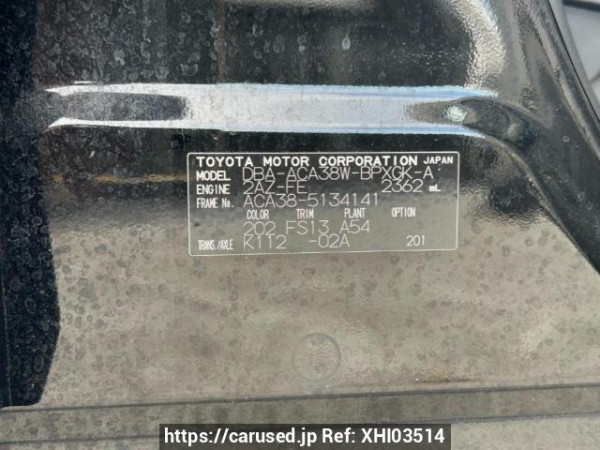 TOYOTA MOTOR CORPORATION JAPAN
MODEL DBA-ACA38W-BPXGK-A
ENGINE 2AZ-FE 2362 mL
FRAME No. ACA38-5134141
COLOR TRIM PLANT OPTION
202 FS13 A54
TRANS./AXLE K112 -02A 201
https://carused.jp Ref: XHI03514